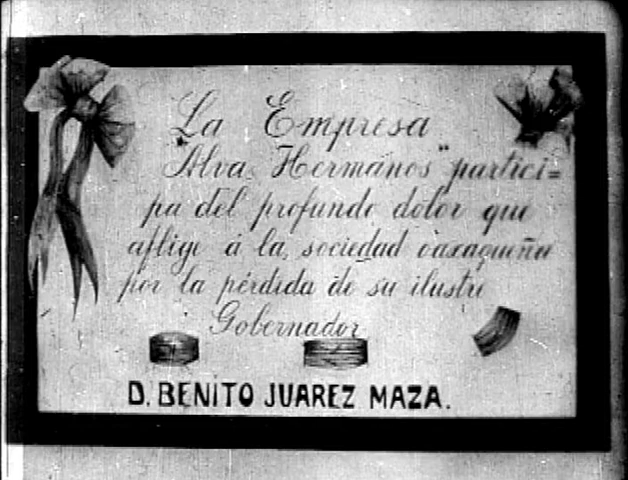 La Empresa
"Alva Hermanos" partici=
pa del profundo dolor que
aflige á la sociedad oaxaqueña
por la pérdida de su ilustre
Gobernador
D. BENITO JUAREZ MAZA.